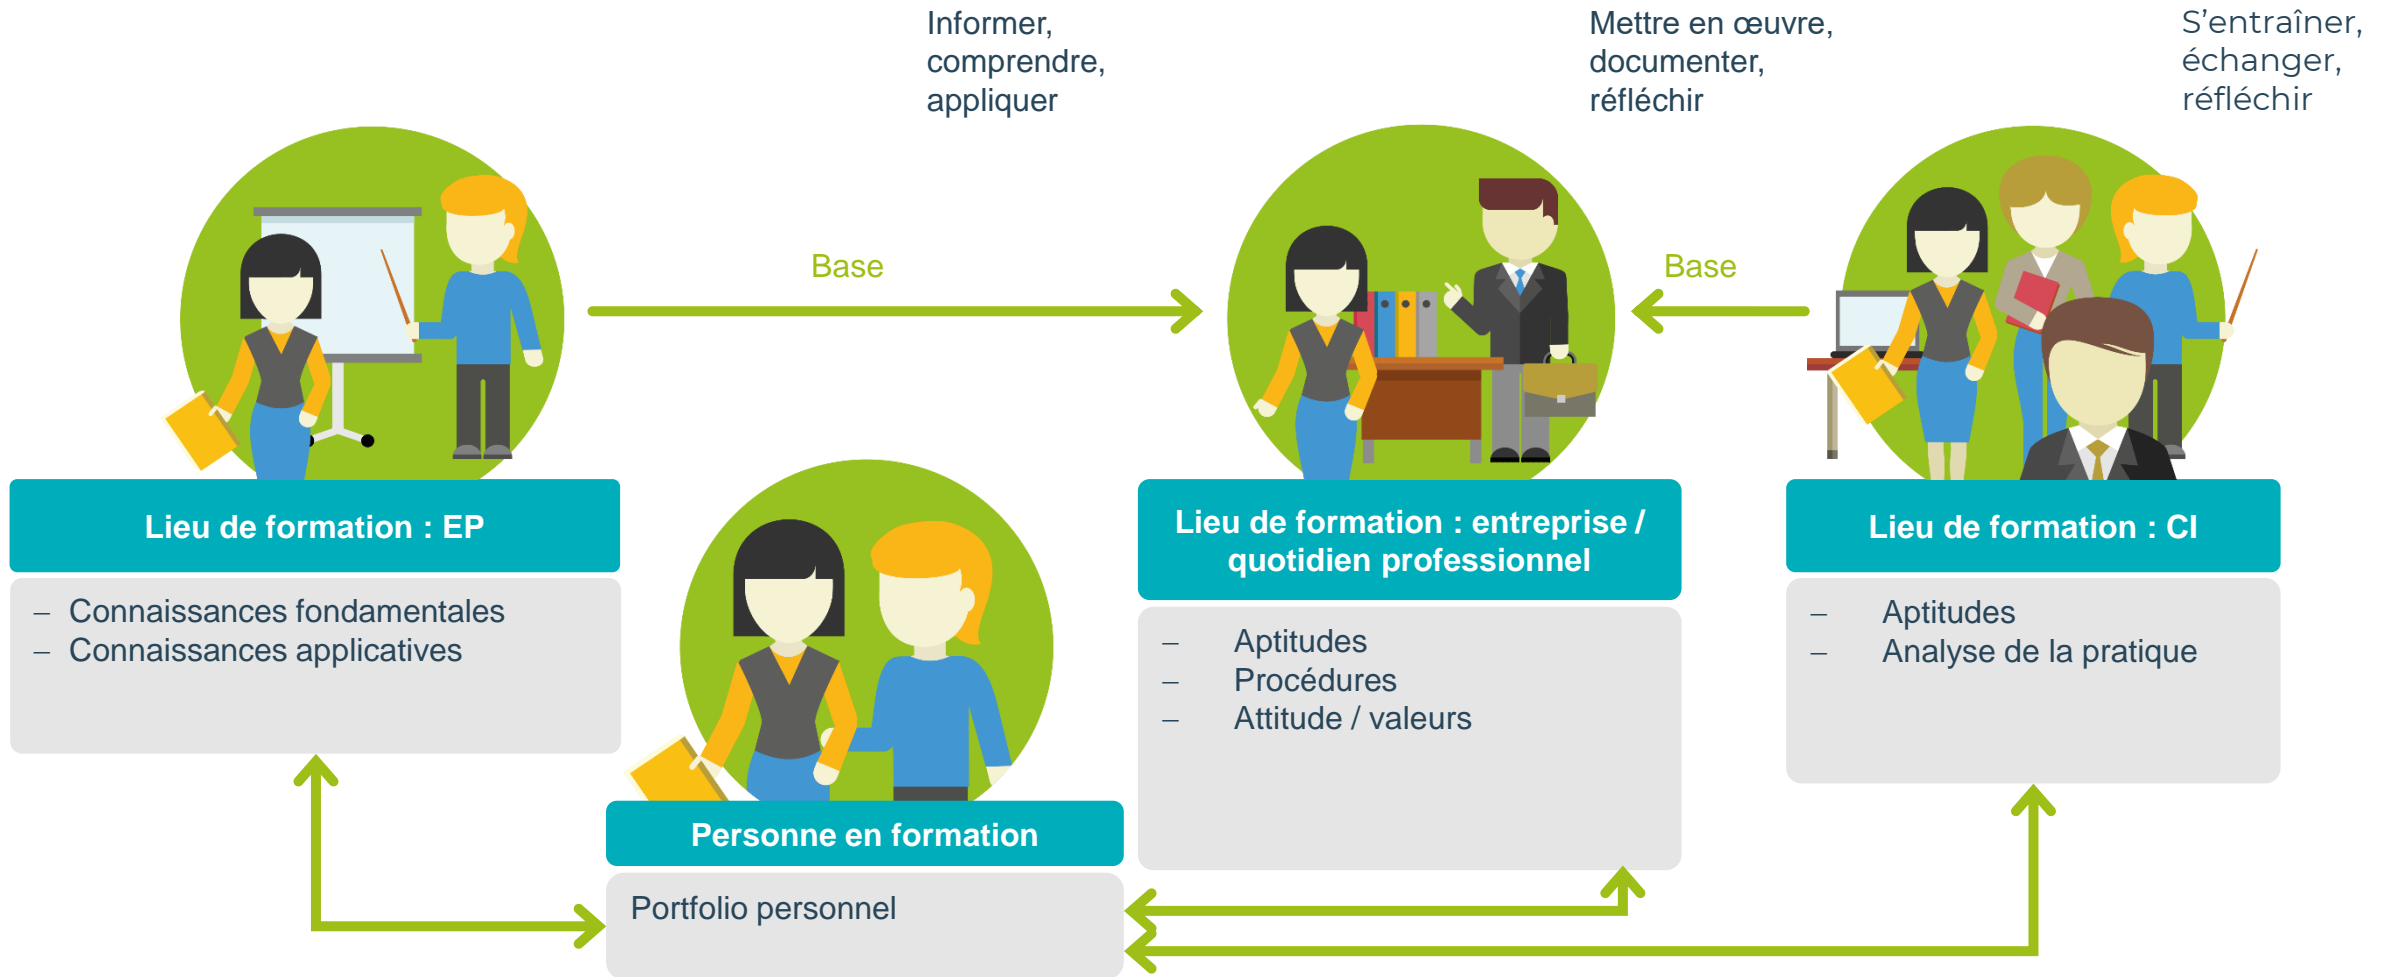 Informer,
comprendre,
appliquer
Mettre en œuvre,
documenter,
réfléchir
S’entraîner,
échanger,
réfléchir
Base
Base
Lieu de formation : EP
– Connaissances fondamentales
– Connaissances applicatives
Lieu de formation : entreprise /
quotidien professionnel
– Aptitudes
– Procédures
– Attitude / valeurs
Lieu de formation : CI
– Aptitudes
– Analyse de la pratique
Personne en formation
Portfolio personnel